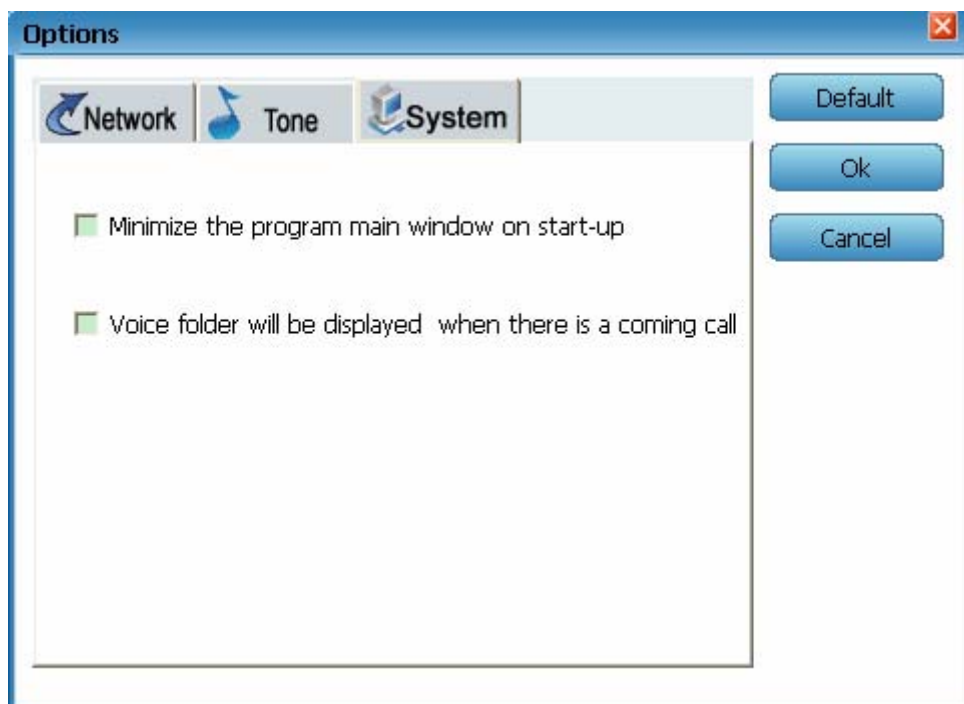 Options
Network Tone System
Default
Ok
Cancel
Minimize the program main window on start-up
Voice folder will be displayed when there is a coming call